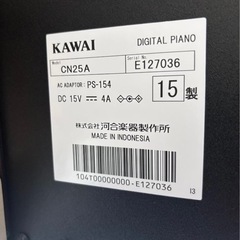 KAWAI DIGITAL PIANO
Model Serial No
CN25A E127036
AC ADAPTOR : PS-154
DC 15V ⎓ 4A
15 製
株式会社 河合楽器製作所
MADE IN INDONESIA
104T00000000-E127036
I3